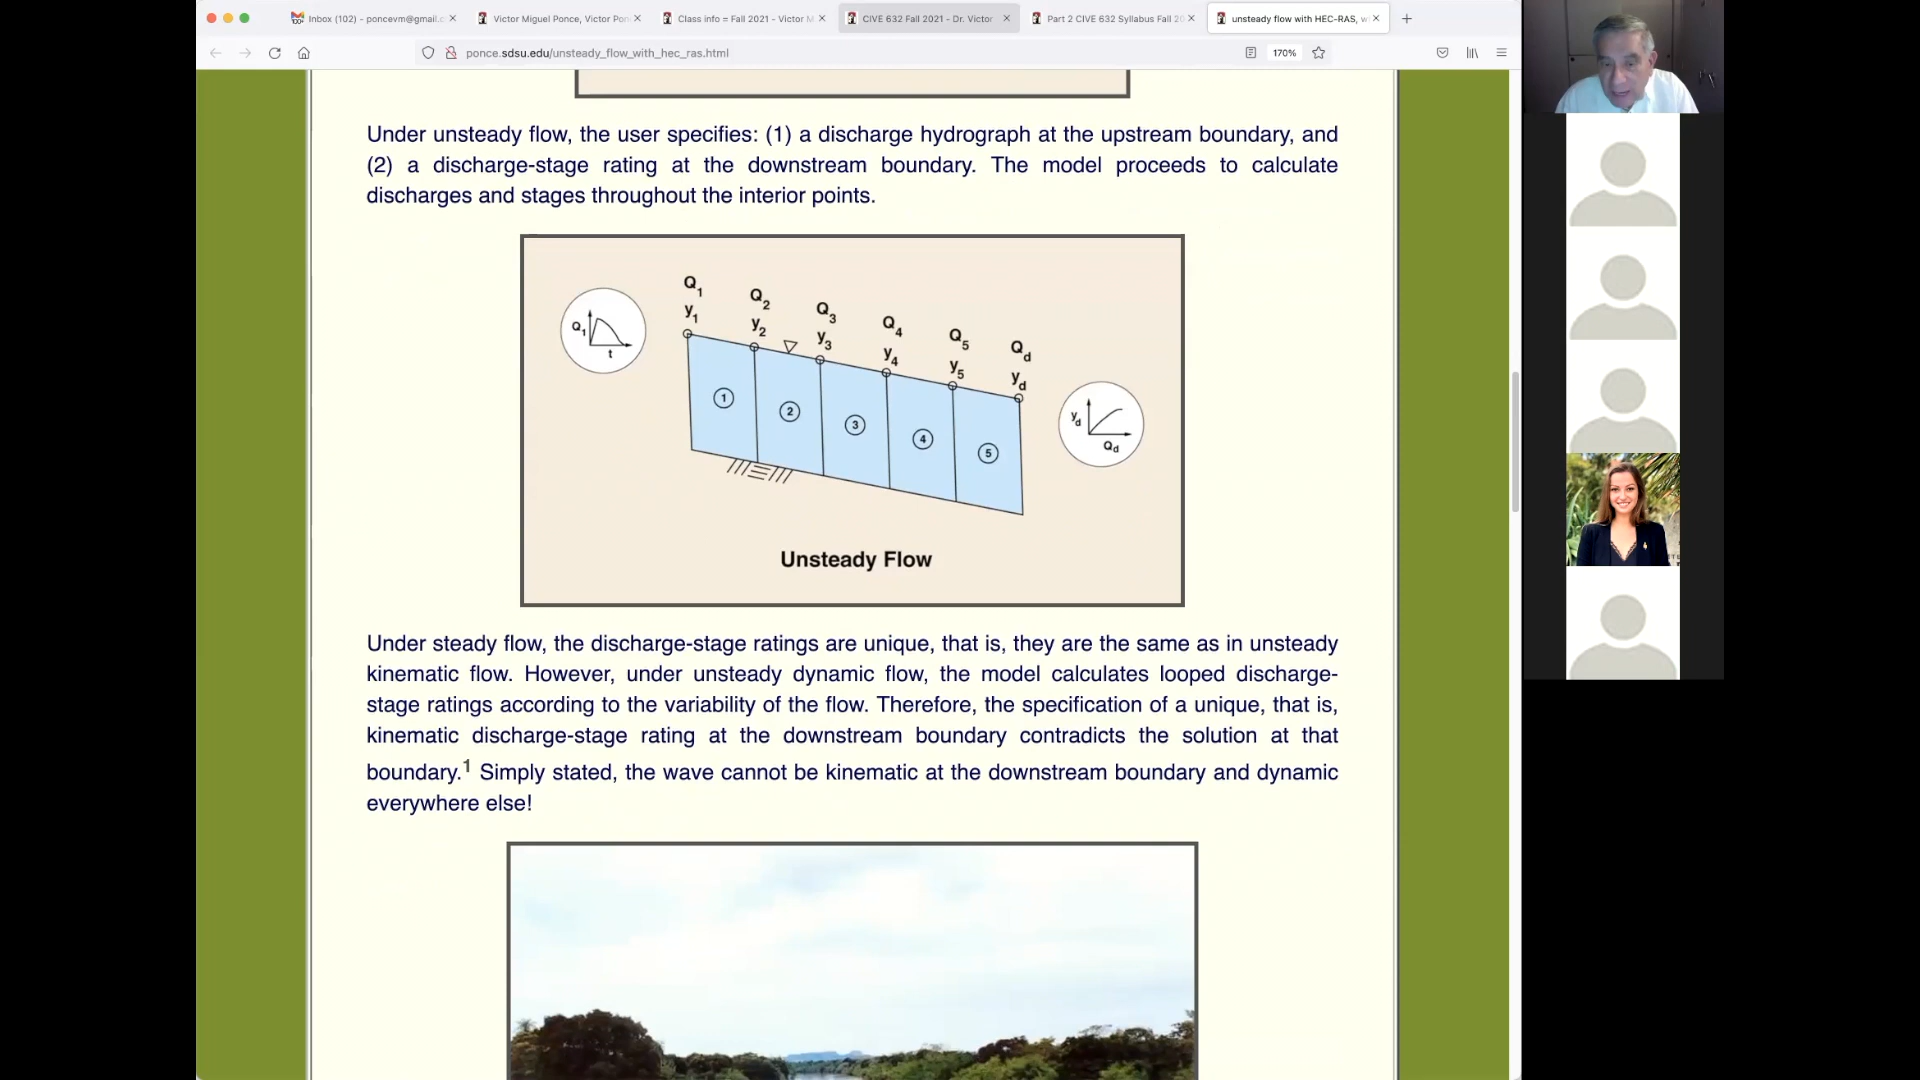 Inbox (102) - poncevm@gmail.c
Victor Miguel Ponce, Victor Pon
Class info = Fall 2021 - Victor M
CIVE 632 Fall 2021 - Dr. Victor
Part 2 CIVE 632 Syllabus Fall 20
unsteady flow with HEC-RAS, w
ponce.sdsu.edu/unsteady_flow_with_hec_ras.html
170%
Under unsteady flow, the user specifies: (1) a discharge hydrograph at the upstream boundary, and
(2) a discharge-stage rating at the downstream boundary. The model proceeds to calculate
discharges and stages throughout the interior points.
Q1
t
Q1
y1
Q2
y2
Q3
y3
Q4
y4
Q5
y5
Qd
yd
1
2
3
4
5
yd
Qd
Unsteady Flow
Under steady flow, the discharge-stage ratings are unique, that is, they are the same as in unsteady
kinematic flow. However, under unsteady dynamic flow, the model calculates looped discharge-
stage ratings according to the variability of the flow. Therefore, the specification of a unique, that is,
kinematic discharge-stage rating at the downstream boundary contradicts the solution at that
boundary.1 Simply stated, the wave cannot be kinematic at the downstream boundary and dynamic
everywhere else!